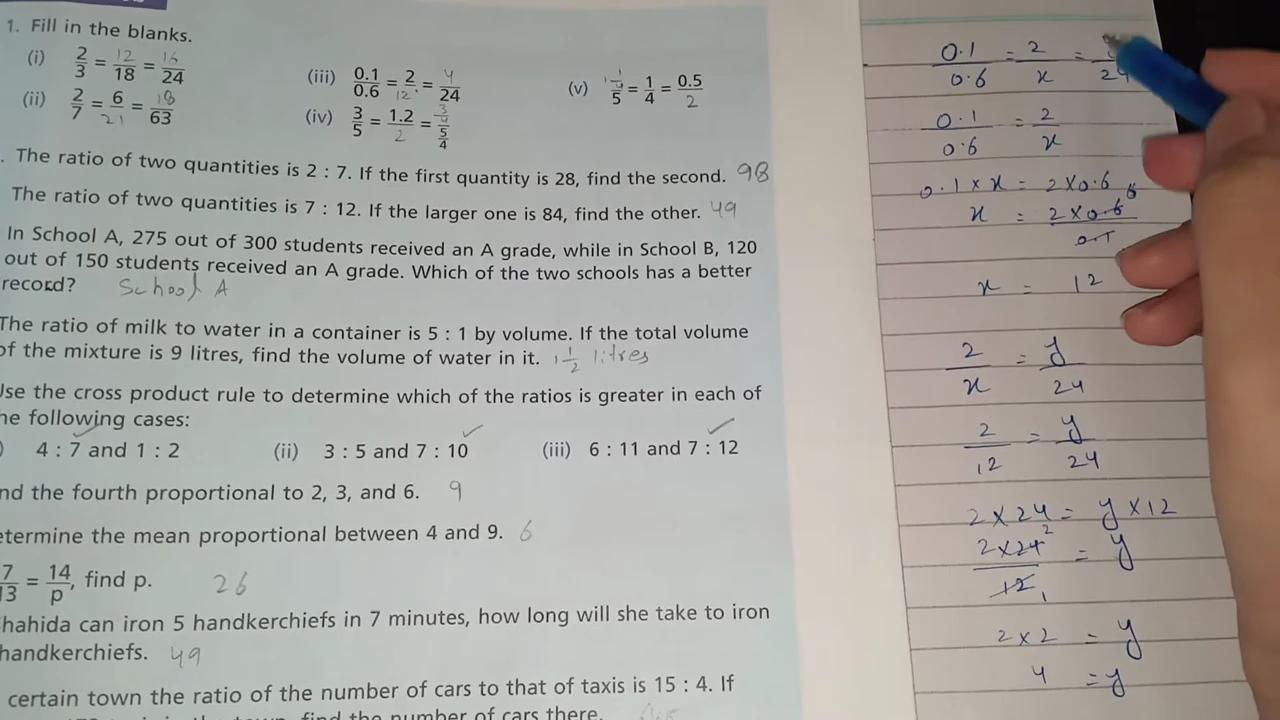 1. Fill in the blanks.
(i) 2/3 = 12/18 = 16/24
(iii) 0.1/0.6 = 2/12 = 4/24
(v) = 1/4 = 0.5/2
(ii) 2/7 = 6/21 = 18/63
(iv) 3/5 = 1.2/2 =
. The ratio of two quantities is 2 : 7. If the first quantity is 28, find the second. 98
The ratio of two quantities is 7 : 12. If the larger one is 84, find the other. 49
In School A, 275 out of 300 students received an A grade, while in School B, 120
out of 150 students received an A grade. Which of the two schools has a better
record? School A
The ratio of milk to water in a container is 5 : 1 by volume. If the total volume
of the mixture is 9 litres, find the volume of water in it. 1 1/2 litres
Use the cross product rule to determine which of the ratios is greater in each of
he following cases:
) 4 : 7 and 1 : 2 (ii) 3 : 5 and 7 : 10 (iii) 6 : 11 and 7 : 12
nd the fourth proportional to 2, 3, and 6. 9
etermine the mean proportional between 4 and 9. 6
7/13 = 14/p, find p. 26
hahida can iron 5 handkerchiefs in 7 minutes, how long will she take to iron
handkerchiefs. 49
certain town the ratio of the number of cars to that of taxis is 15 : 4. If
find the number of cars there.
0.1/0.6 = 2/x = /24
0.1/0.6 = 2/x
0.1 × x = 2 × 0.6
x = 2 × 0.6 / 0.1
x = 12
2/x = y/24
2/12 = y/24
2 × 24 = y × 12
2 × 24 2 / 12 1 = y
2 × 2 = y
4 = y